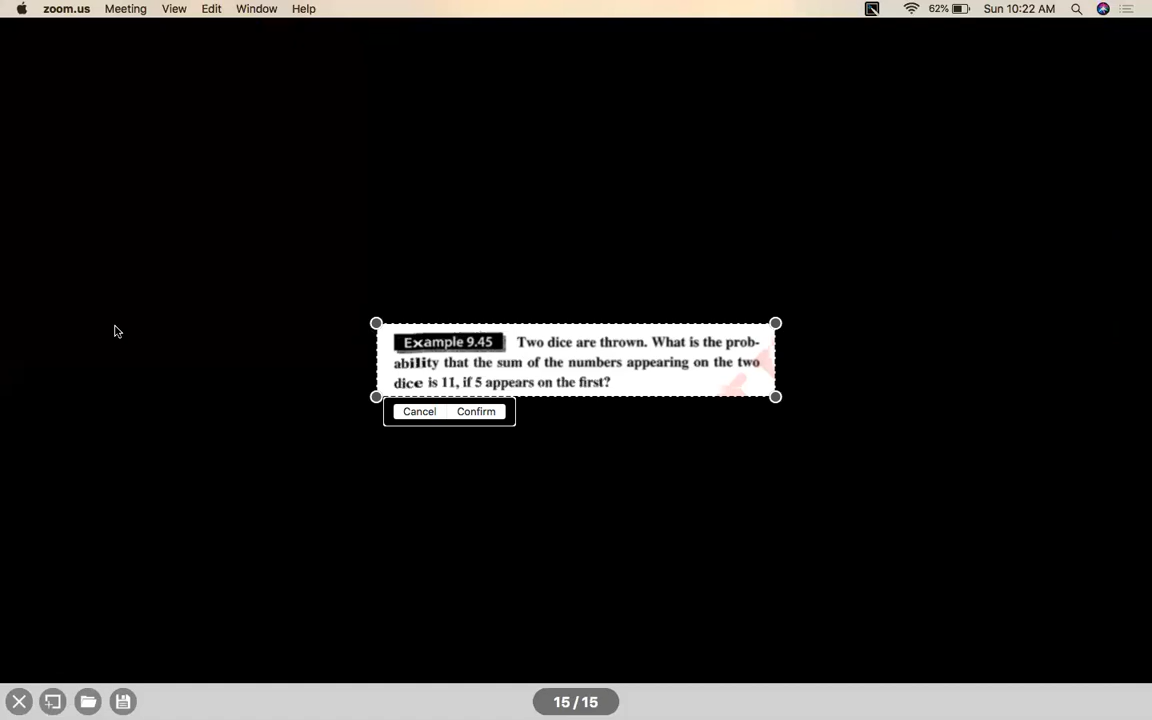 zoom.us Meeting View Edit Window Help 62% Sun 10:22 AM
Example 9.45 Two dice are thrown. What is the prob-
ability that the sum of the numbers appearing on the two
dice is 11, if 5 appears on the first?
Cancel Confirm
15 / 15